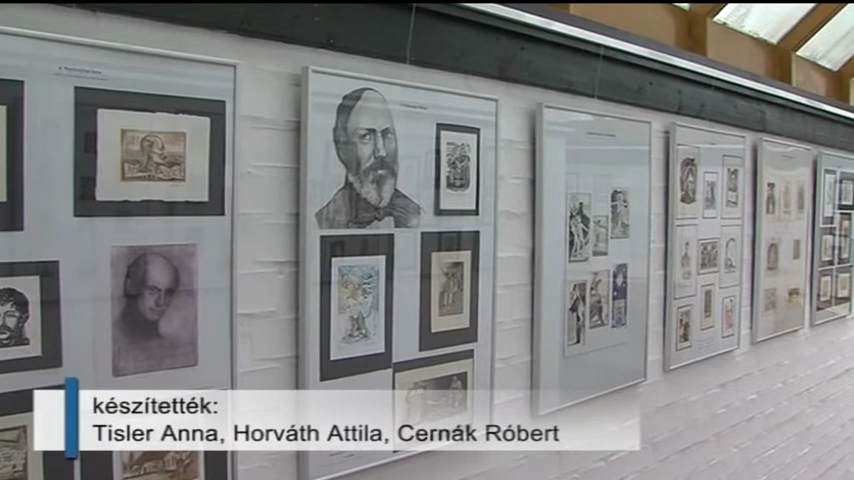 készítették:
Tisler Anna, Horváth Attila, Cernák Róbert